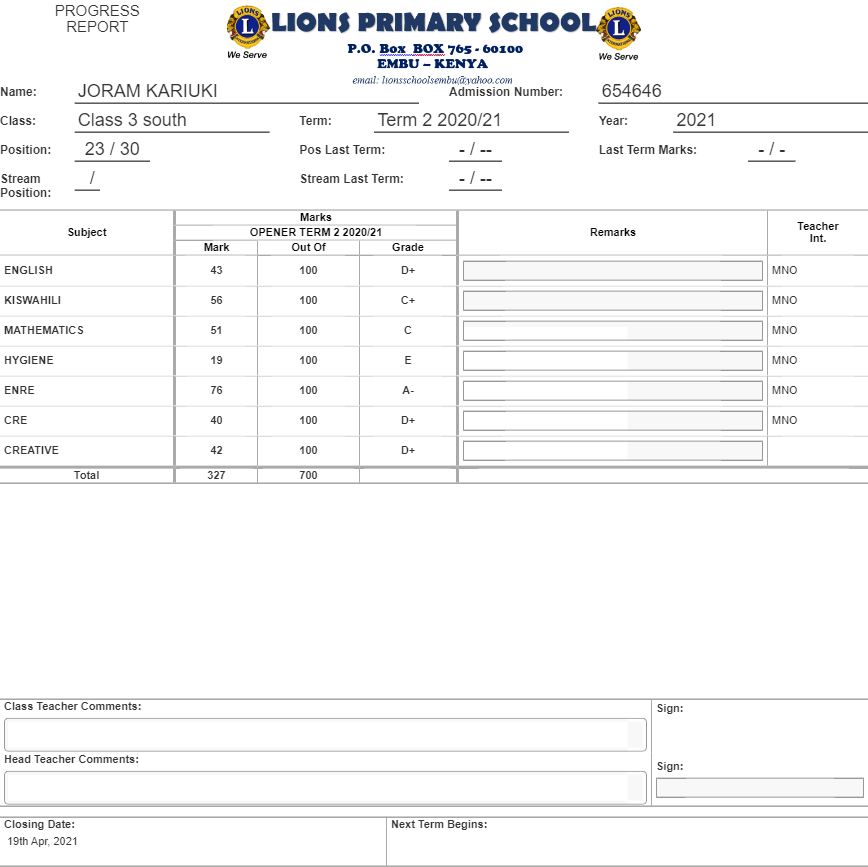 PROGRESS
REPORT
LIONS PRIMARY SCHOOL
LIONS L We Serve
LIONS L We Serve
P.O. Box BOX 765 - 60100
EMBU – KENYA
email: lionsschoolsembu@yahoo.com
Name: JORAM KARIUKI Admission Number: 654646
Class: Class 3 south Term: Term 2 2020/21 Year: 2021
Position: 23 / 30 Pos Last Term: - / -- Last Term Marks: - / -
Stream Position: / Stream Last Term: - / --
Subject Marks Remarks Teacher Int.
OPENER TERM 2 2020/21
Mark Out Of Grade
ENGLISH 43 100 D+ MNO
KISWAHILI 56 100 C+ MNO
MATHEMATICS 51 100 C MNO
HYGIENE 19 100 E MNO
ENRE 76 100 A- MNO
CRE 40 100 D+ MNO
CREATIVE 42 100 D+
Total 327 700
Class Teacher Comments: Sign:
Head Teacher Comments: Sign:
Closing Date: Next Term Begins:
19th Apr, 2021